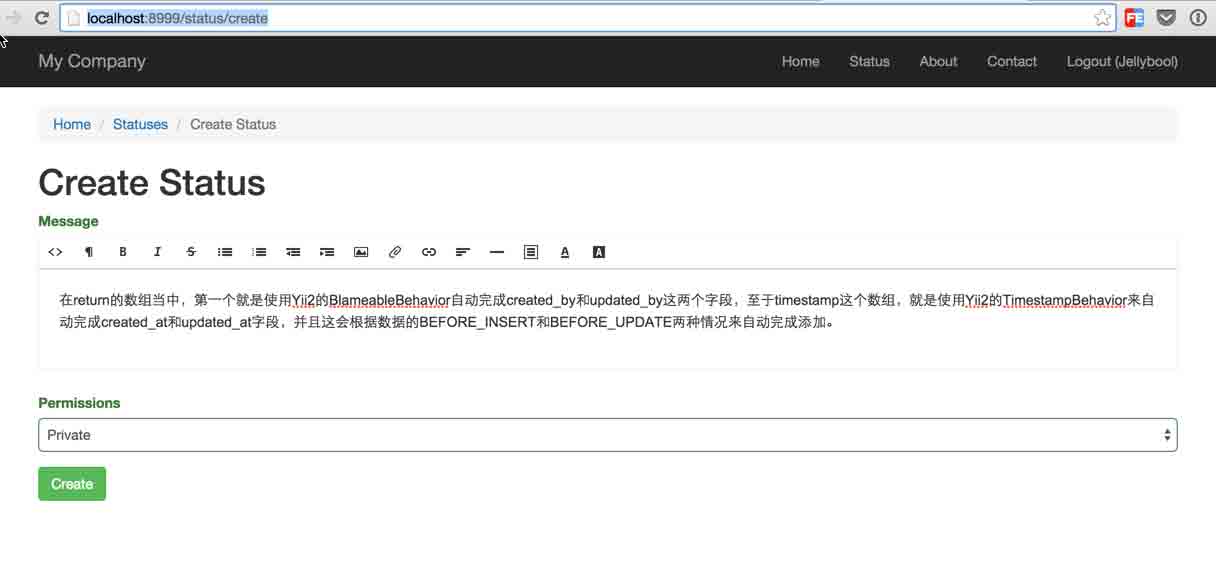 localhost:8999/status/create
My Company Home Status About Contact Logout (Jellybool)
Home / Statuses / Create Status
Create Status
Message
在return的数组当中，第一个就是使用Yii2的BlameableBehavior自动完成created_by和updated_by这两个字段，至于timestamp这个数组，就是使用Yii2的TimestampBehavior来自
动完成created_at和updated_at字段，并且这会根据数据的BEFORE_INSERT和BEFORE_UPDATE两种情况来自动完成添加。
Permissions
Private
Create